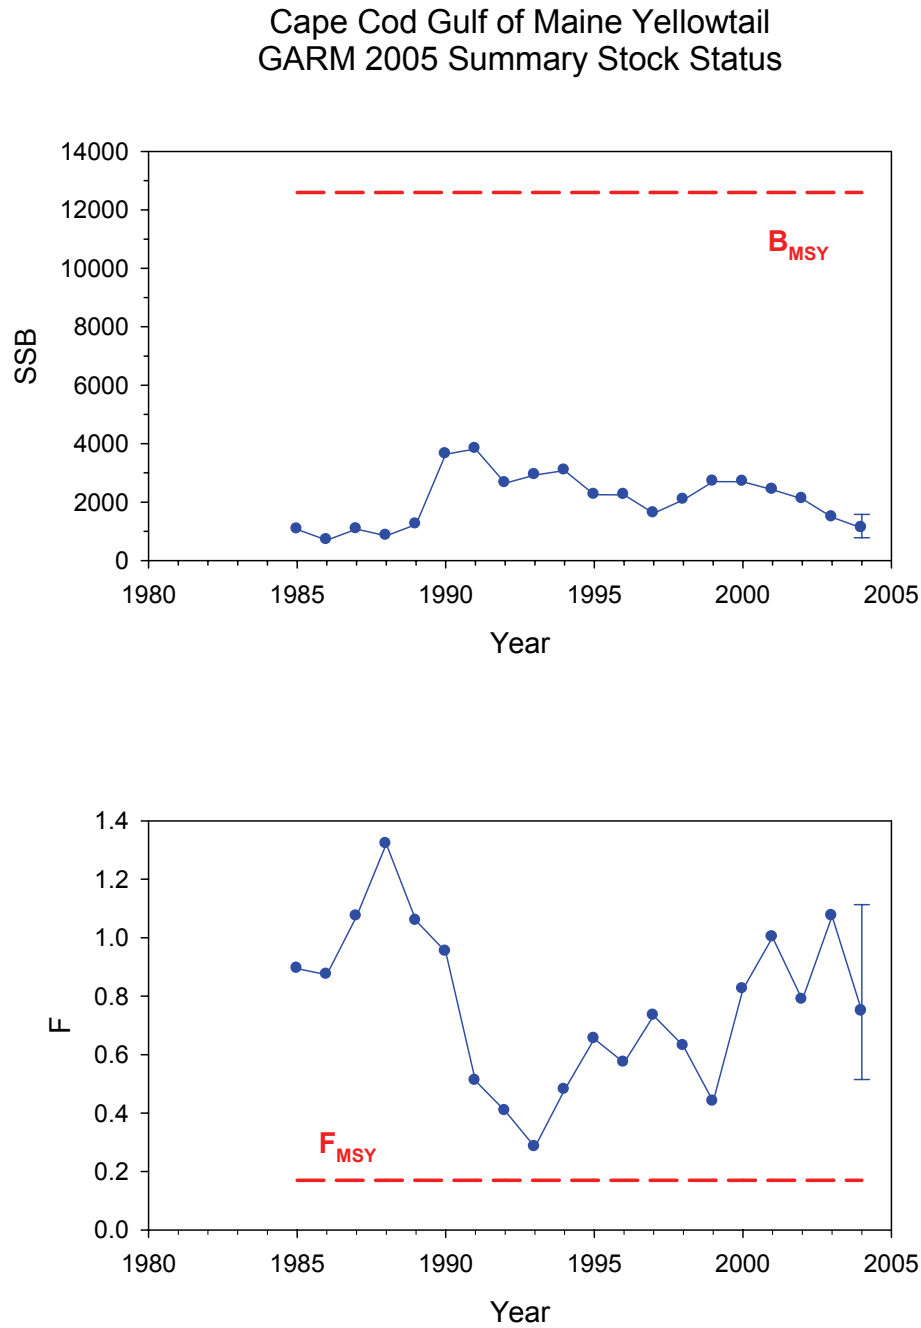 Cape Cod Gulf of Maine Yellowtail
GARM 2005 Summary Stock Status
14000
12000
10000
8000
6000
4000
2000
0
SSB
B_MSY
1980 1985 1990 1995 2000 2005
Year
1.4
1.2
1.0
0.8
0.6
0.4
0.2
0.0
F
F_MSY
1980 1985 1990 1995 2000 2005
Year